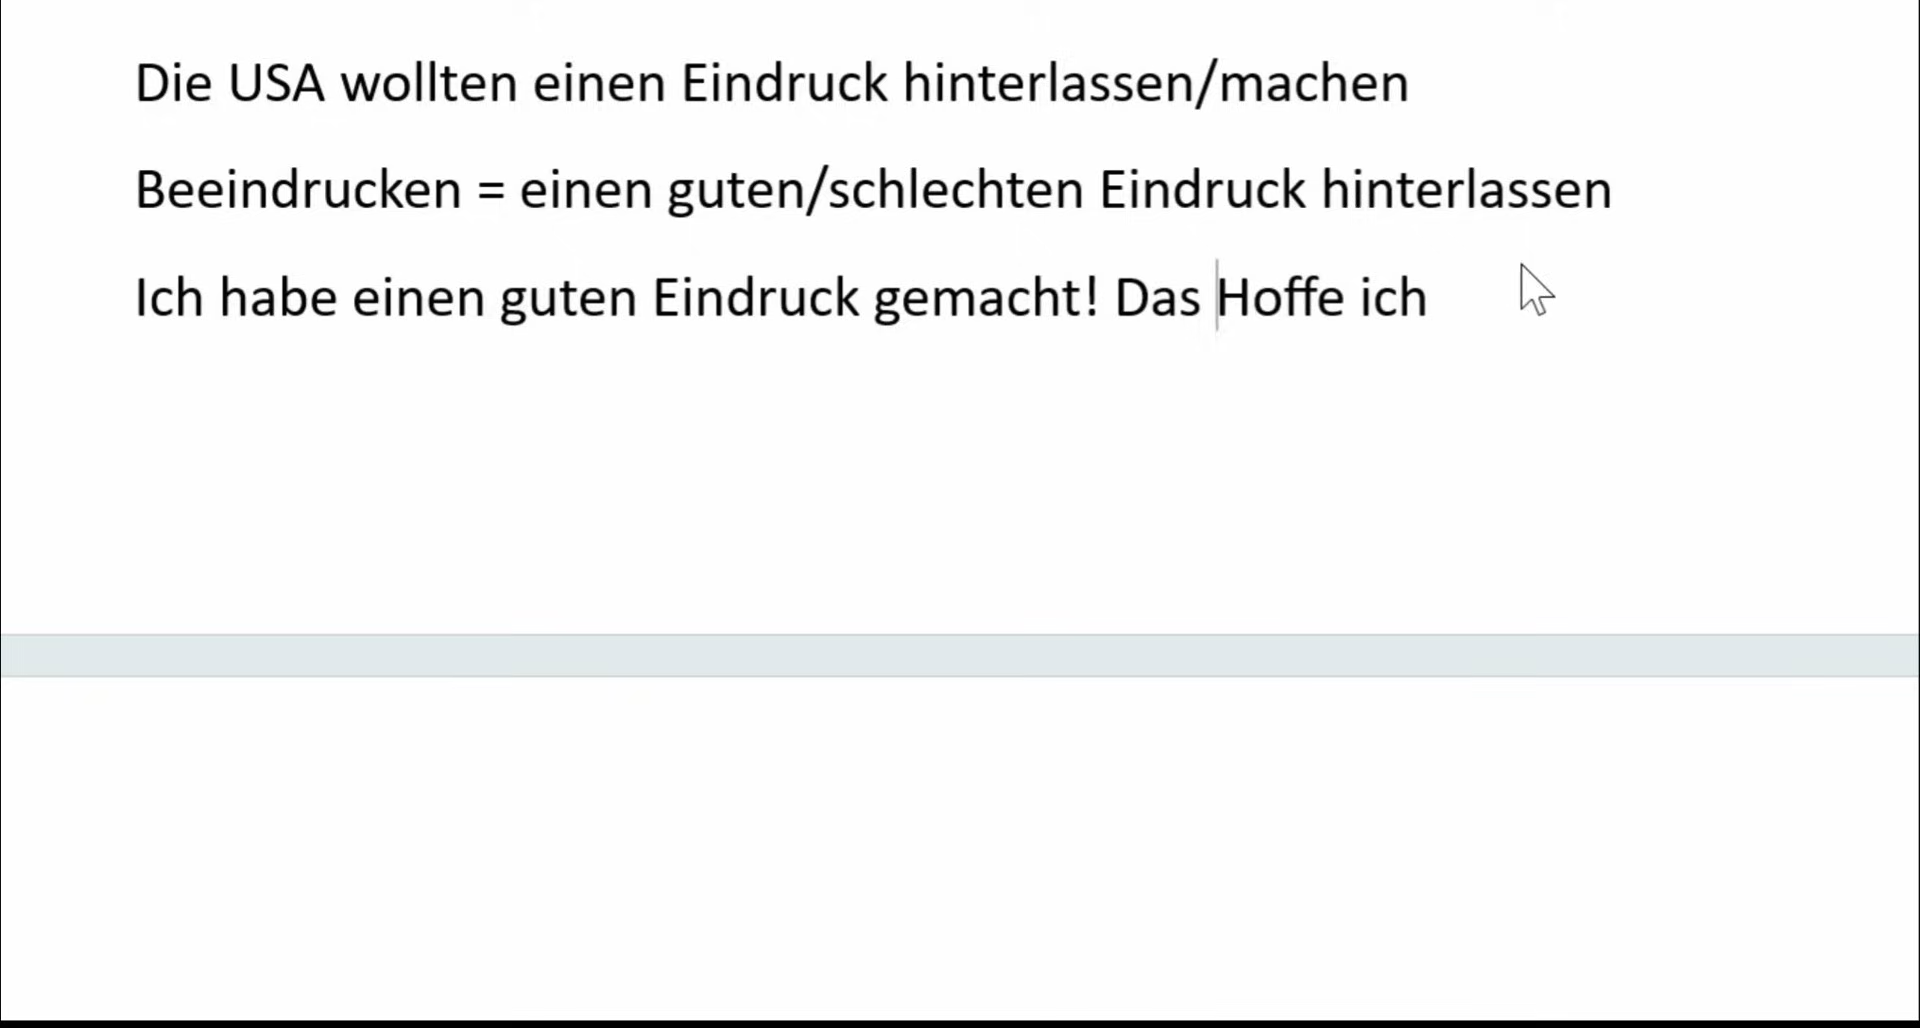 Die USA wollten einen Eindruck hinterlassen/machen
Beeindrucken = einen guten/schlechten Eindruck hinterlassen
Ich habe einen guten Eindruck gemacht! Das Hoffe ich